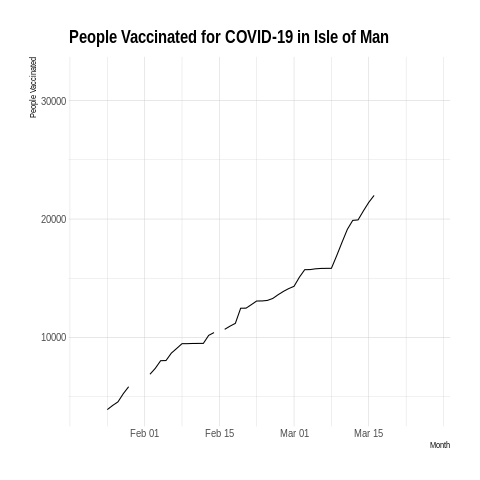 People Vaccinated for COVID-19 in Isle of Man
People Vaccinated
30000
20000
10000
Feb 01
Feb 15
Mar 01
Mar 15
Month